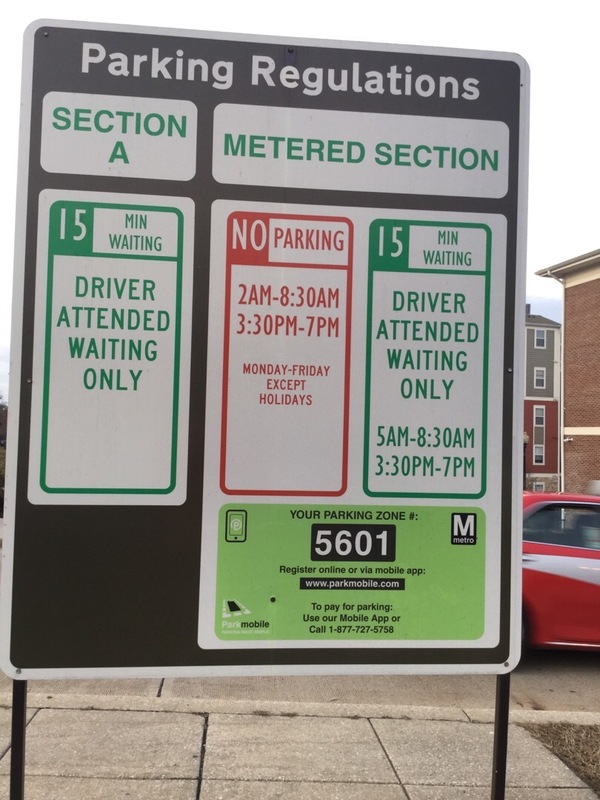 Parking Regulations
SECTION
A
METERED SECTION
15 MIN
WAITING
DRIVER
ATTENDED
WAITING
ONLY
NO PARKING
2AM-8:30AM
3:30PM-7PM
MONDAY-FRIDAY
EXCEPT
HOLIDAYS
15 MIN
WAITING
DRIVER
ATTENDED
WAITING
ONLY
5AM-8:30AM
3:30PM-7PM
YOUR PARKING ZONE #:
5601
M
metro
Register online or via mobile app:
www.parkmobile.com
To pay for parking:
Use our Mobile App or
Call 1-877-727-5758
Parkmobile